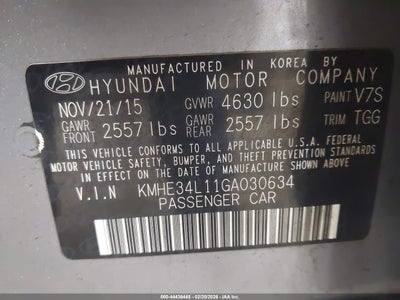 MANUFACTURED IN KOREA BY
HYUNDAI MOTOR COMPANY
NOV/21/15 GVWR 4630 lbs PAINT V7S
GAWR FRONT 2557 lbs GAWR REAR 2557 lbs TRIM TGG
THIS VEHICLE CONFORMS TO ALL APPLICABLE U.S.A. FEDERAL
MOTOR VEHICLE SAFETY, BUMPER, AND THEFT PREVENTION STANDARDS
IN EFFECT ON THE DATE OF MANUFACTURE SHOWN ABOVE.
V.I.N KMHE34L11GA030634
PASSENGER CAR